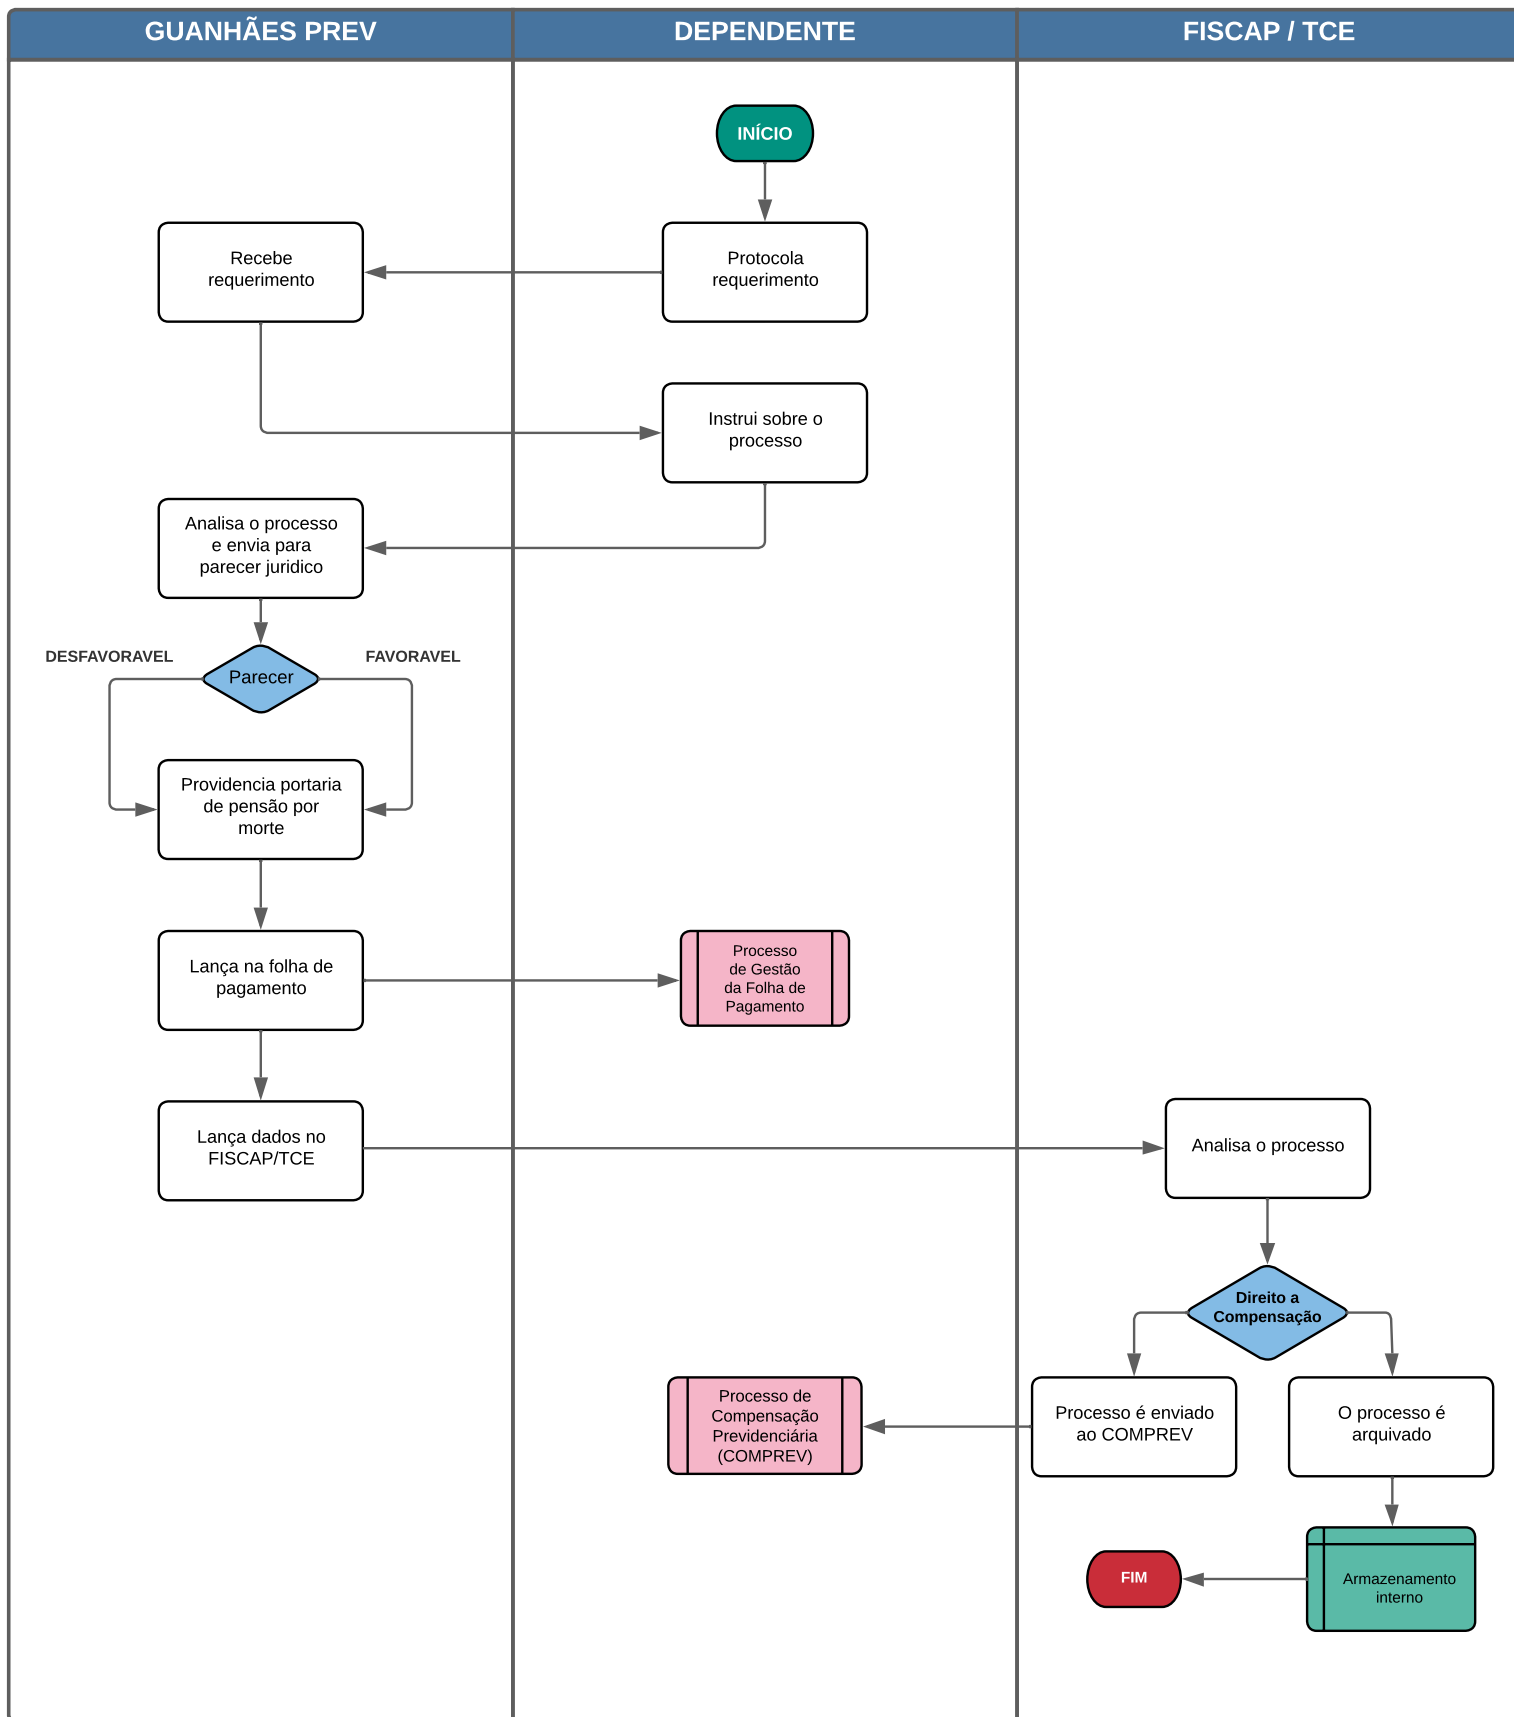 GUANHÃES PREV
DEPENDENTE
FISCAP / TCE
INÍCIO
Recebe
requerimento
Protocola
requerimento
Instrui sobre o
processo
Analisa o processo
e envia para
parecer juridico
DESFAVORAVEL
Parecer
FAVORAVEL
Providencia portaria
de pensão por
morte
Lança na folha de
pagamento
Processo
de Gestão
da Folha de
Pagamento
Lança dados no
FISCAP/TCE
Analisa o processo
Direito a
Compensação
Processo de
Compensação
Previdenciária
(COMPREV)
Processo é enviado
ao COMPREV
O processo é
arquivado
FIM
Armazenamento
interno